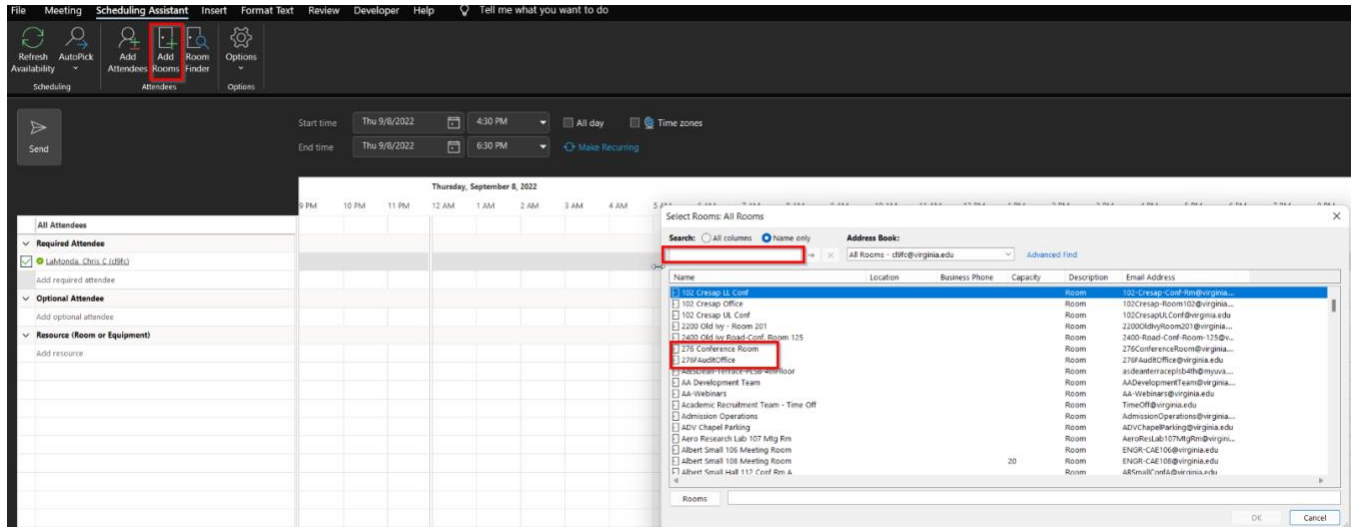 File Meeting Scheduling Assistant Insert Format Text Review Developer Help Tell me what you want to do
Refresh Availability AutoPick Add Attendees Add Rooms Room Finder Options
Scheduling Attendees Options
Start time Thu 9/8/2022 4:30 PM All day Time zones
Send
End time Thu 9/8/2022 6:30 PM Make Recurring
Thursday, September 8, 2022
9 PM 10 PM 11 PM 12 AM 1 AM 2 AM 3 AM 4 AM
Select Rooms: All Rooms
All Attendees
Search: All columns Name only Address Book:
Required Attendee
All Rooms - cl9fc@virginia.edu Advanced Find
LaMonda, Chris C (cl9fc)
Add required attendee
Optional Attendee
Add optional attendee
Resource (Room or Equipment)
Add resource
Name Location Business Phone Capacity Description Email Address
102 Cresap LL Conf Room 102-Cresap-Conf-Rm@virginia....
102 Cresap Office Room 102Cresap-Room102@virginia....
102 Cresap UL Conf Room 102CresapULConf@virginia.edu
2200 Old Ivy - Room 201 Room 2200OldIvyRoom201@virginia....
2400 Old Ivy Road-Conf. Room 125 Room 2400-Road-Conf-Room-125@v...
276 Conference Room Room 276ConferenceRoom@virginia....
276FAuditOffice Room 276FAuditOffice@virginia.edu
Room asdeanterraceplsb4th@myuva....
AA Development Team Room AADevelopmentTeam@virginia....
AA-Webinars Room AA-Webinars@virginia.edu
Academic Recruitment Team - Time Off Room TimeOff@virginia.edu
Admission Operations Room AdmissionOperations@virginia....
ADV Chapel Parking Room ADVChapelParking@virginia.edu
Aero Research Lab 107 Mtg Rm Room AeroResLab107MtgRm@virgini...
Albert Small 106 Meeting Room Room ENGR-CAE106@virginia.edu
Albert Small 108 Meeting Room 20 Room ENGR-CAE108@virginia.edu
Albert Small Hall 112 Conf Rm A Room ABSmallConfA@virginia.edu
Rooms
OK Cancel